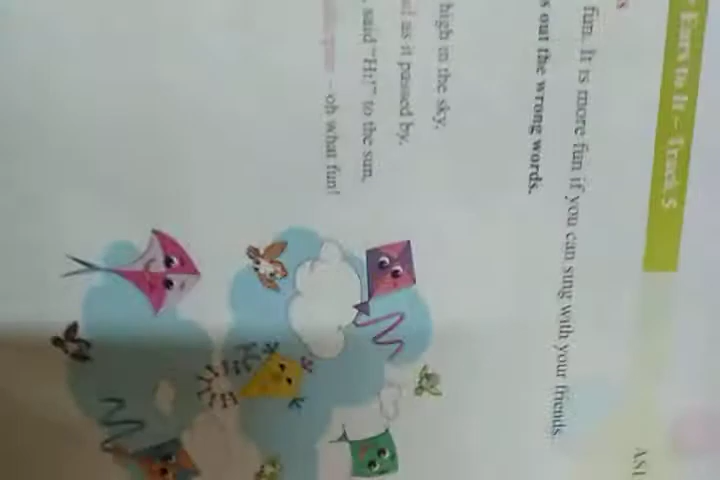 Ears to It – Track 5
fun. It is more fun if you can sing with your friends.
s out the wrong words.
high in the sky,
as it passed by.
said "Hi!" to the sun,
– oh what fun!